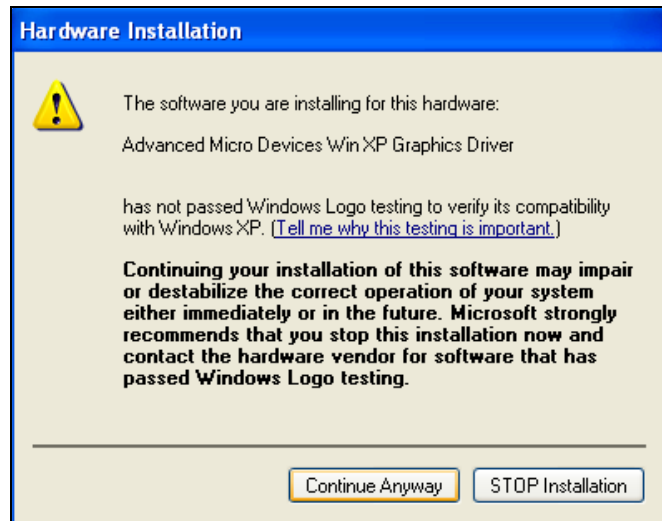 Hardware Installation
The software you are installing for this hardware:
Advanced Micro Devices Win XP Graphics Driver
has not passed Windows Logo testing to verify its compatibility
with Windows XP. (Tell me why this testing is important.)
Continuing your installation of this software may impair
or destabilize the correct operation of your system
either immediately or in the future. Microsoft strongly
recommends that you stop this installation now and
contact the hardware vendor for software that has
passed Windows Logo testing.
Continue Anyway
STOP Installation